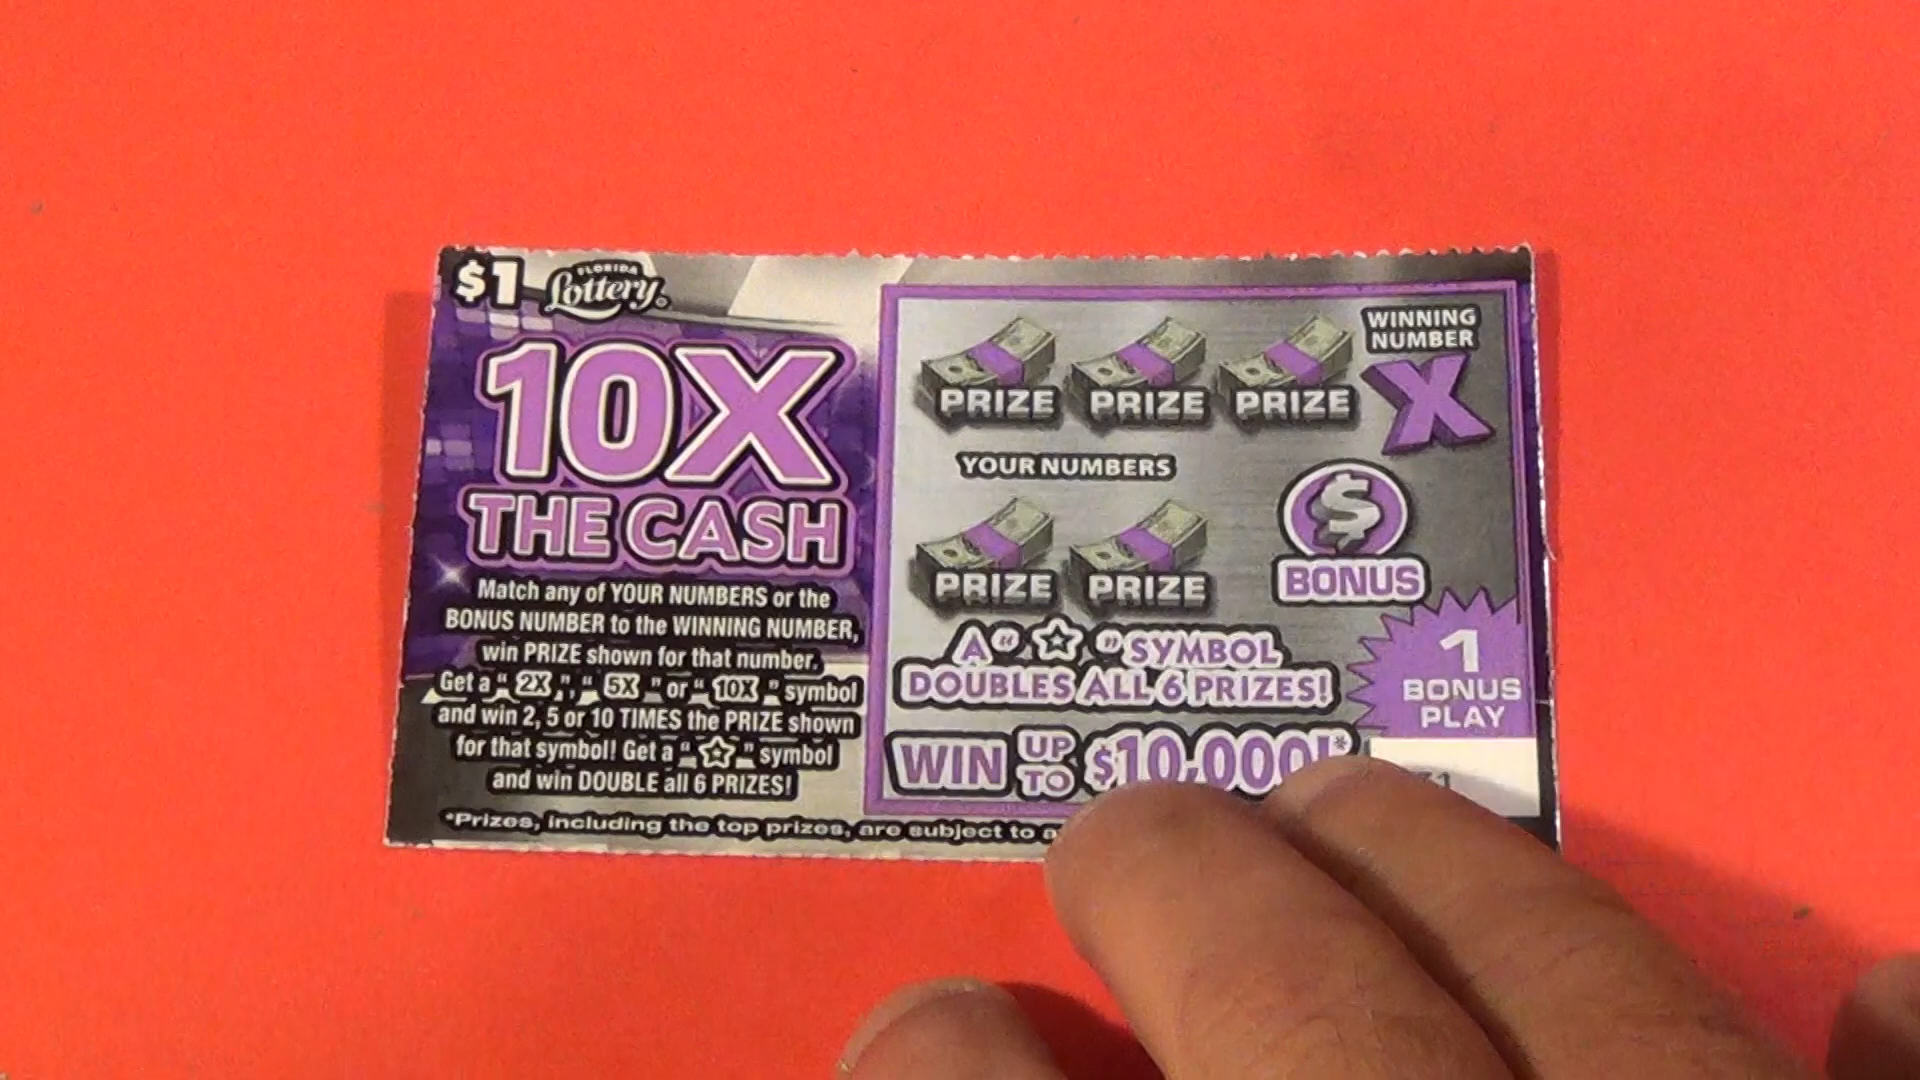 $1 FLORIDA Lottery®
10X
THE CASH
Match any of YOUR NUMBERS or the
BONUS NUMBER to the WINNING NUMBER,
win PRIZE shown for that number.
Get a "2X", "5X" or "10X" symbol
and win 2, 5 or 10 TIMES the PRIZE shown
for that symbol! Get a "☆" symbol
and win DOUBLE all 6 PRIZES!
*Prizes, including the top prizes, are subject to
PRIZE PRIZE PRIZE
WINNING
NUMBER
X
YOUR NUMBERS
PRIZE PRIZE
$
BONUS
A "☆" SYMBOL
DOUBLES ALL 6 PRIZES!
1
BONUS
PLAY
WIN UP TO $10,000!*